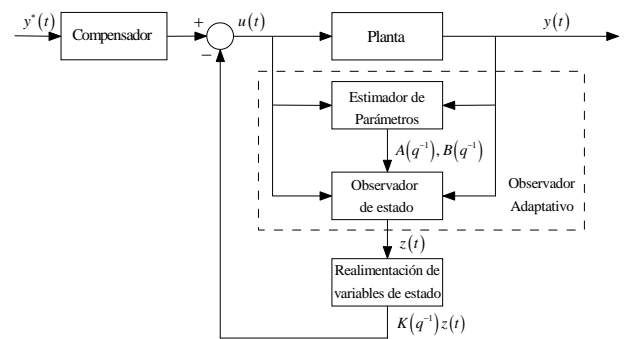 y*(t)
Compensador
+
−
u(t)
Planta
y(t)
Estimador de
Parámetros
A(q⁻¹), B(q⁻¹)
Observador
de estado
Observador
Adaptativo
z(t)
Realimentación de
variables de estado
K(q⁻¹)z(t)